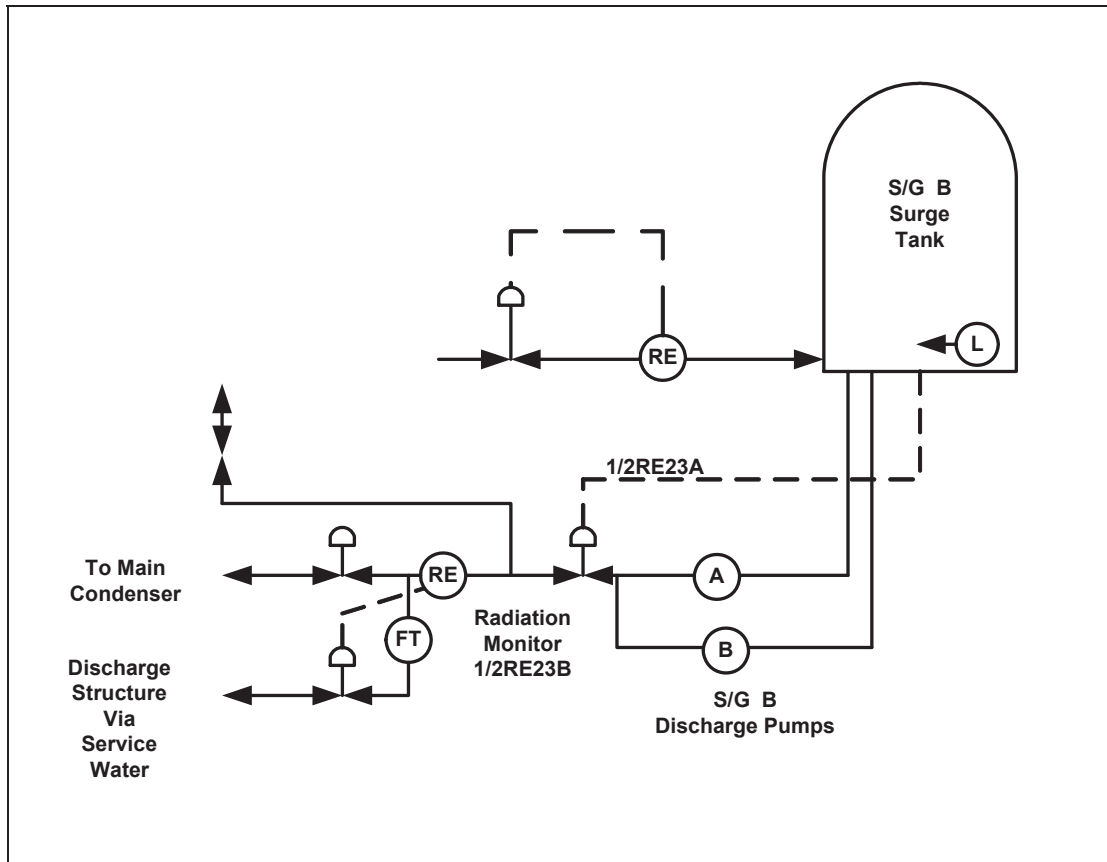 S/G B
Surge
Tank
L
RE
1/2RE23A
To Main
Condenser
RE
A
Radiation
Monitor
1/2RE23B
FT
B
Discharge
Structure
Via
Service
Water
S/G B
Discharge Pumps